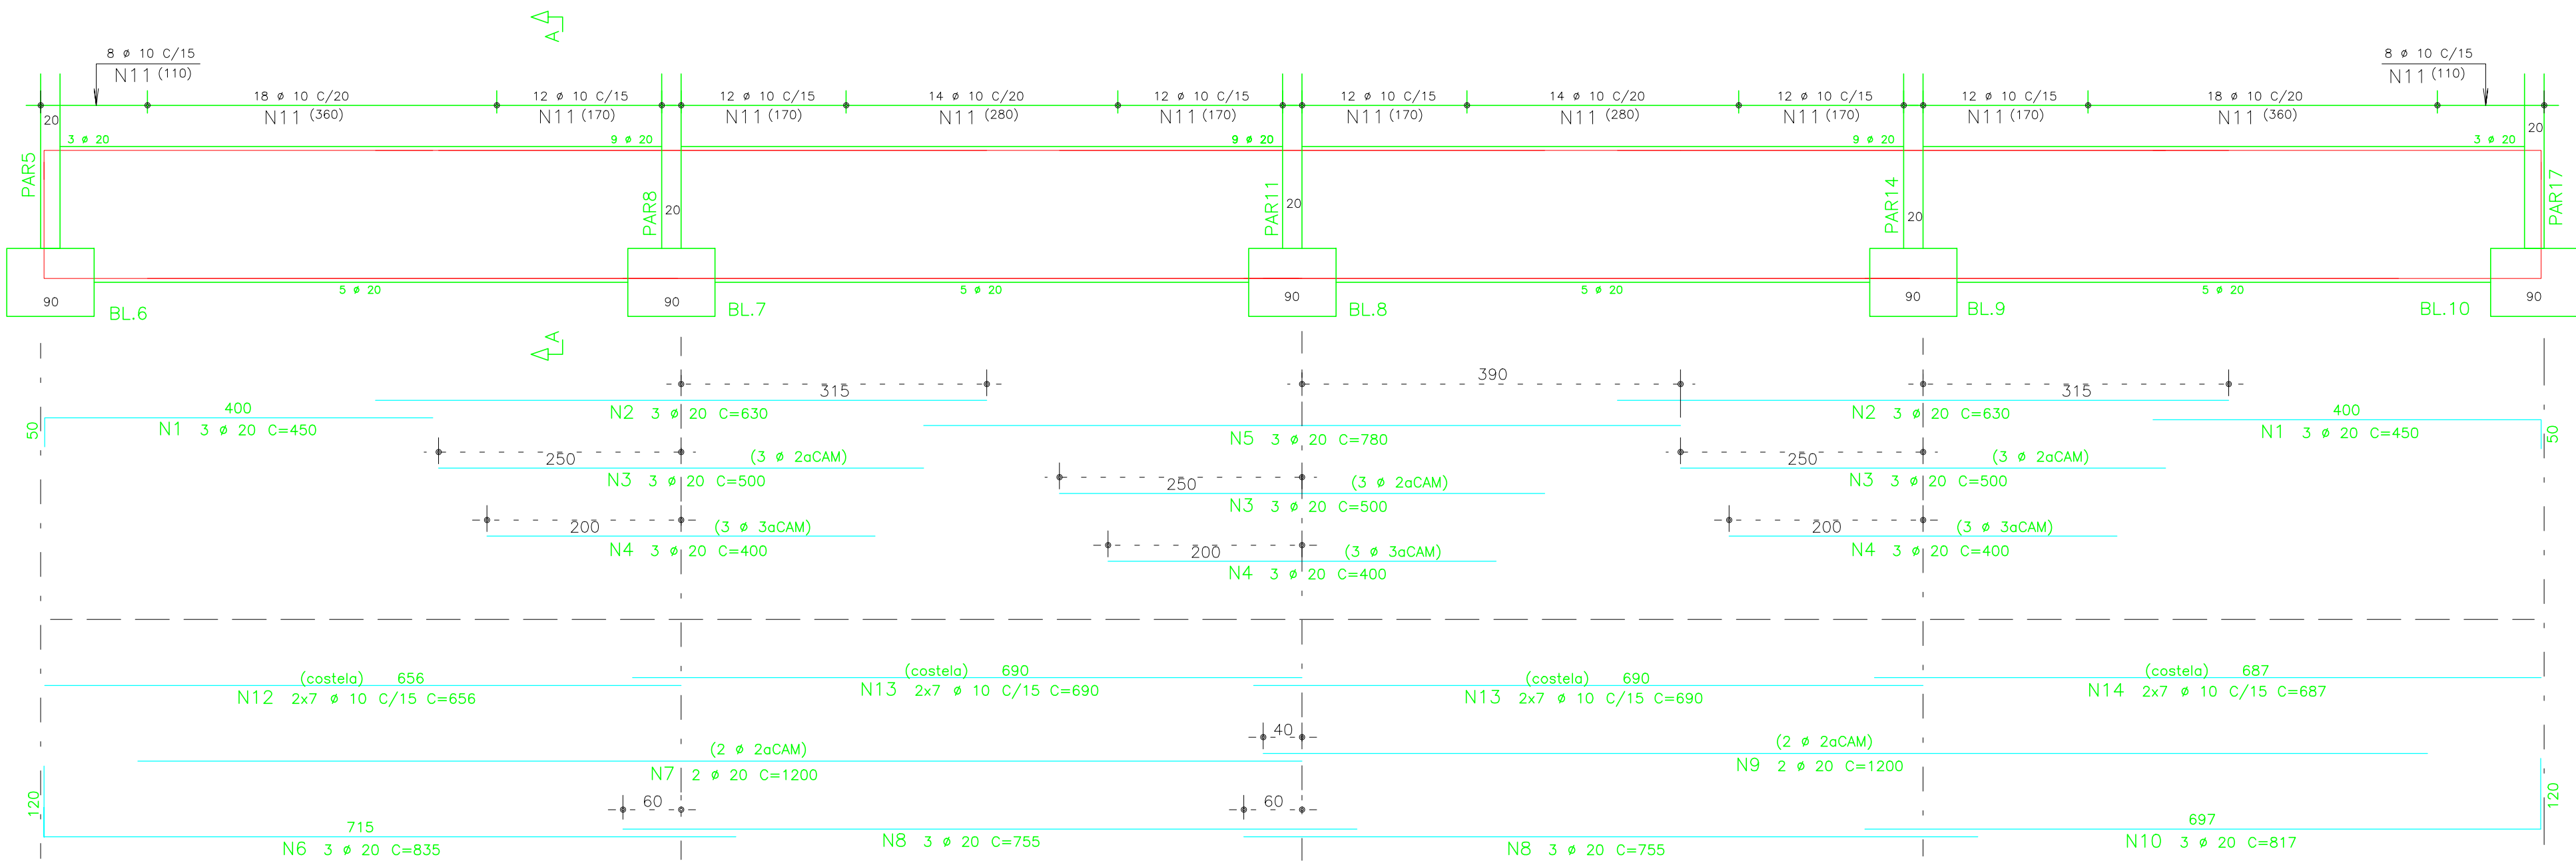 A
8 ø 10 C/15
N11 (110)
8 ø 10 C/15
N11 (110)
18 ø 10 C/20
N11 (360)
12 ø 10 C/15
N11 (170)
12 ø 10 C/15
N11 (170)
14 ø 10 C/20
N11 (280)
12 ø 10 C/15
N11 (170)
12 ø 10 C/15
N11 (170)
14 ø 10 C/20
N11 (280)
12 ø 10 C/15
N11 (170)
12 ø 10 C/15
N11 (170)
18 ø 10 C/20
N11 (360)
20
20
3 ø 20
9 ø 20
9 ø 20
9 ø 20
3 ø 20
PAR5
PAR8
20
PAR11
20
PAR14
20
PAR17
5 ø 20
5 ø 20
5 ø 20
5 ø 20
90
90
90
90
90
BL.6
BL.7
BL.8
BL.9
BL.10
A
315
390
315
400
N1 3 ø 20 C=450
50
N2 3 ø 20 C=630
N5 3 ø 20 C=780
N2 3 ø 20 C=630
400
N1 3 ø 20 C=450
50
250
(3 ø 2aCAM)
N3 3 ø 20 C=500
250
(3 ø 2aCAM)
N3 3 ø 20 C=500
250
(3 ø 2aCAM)
N3 3 ø 20 C=500
200
(3 ø 3aCAM)
N4 3 ø 20 C=400
200
(3 ø 3aCAM)
N4 3 ø 20 C=400
200
(3 ø 3aCAM)
N4 3 ø 20 C=400
(costela) 656
N12 2x7 ø 10 C/15 C=656
(costela) 690
N13 2x7 ø 10 C/15 C=690
(costela) 690
N13 2x7 ø 10 C/15 C=690
(costela) 687
N14 2x7 ø 10 C/15 C=687
40
(2 ø 2aCAM)
N7 2 ø 20 C=1200
(2 ø 2aCAM)
N9 2 ø 20 C=1200
120
60
60
120
715
N6 3 ø 20 C=835
N8 3 ø 20 C=755
N8 3 ø 20 C=755
697
N10 3 ø 20 C=817